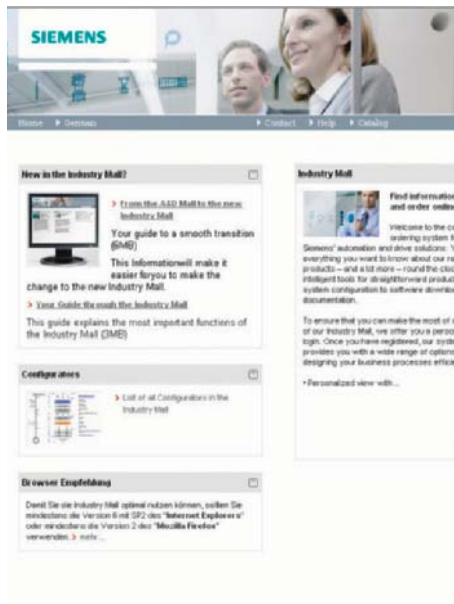 SIEMENS
Home German Contact Help Catalog
New in the Industry Mall?
From the A&D Mall to the new
Industry Mall
Your guide to a smooth transition
(6MB)
This Informationwill make it
easier foryou to make the
change to the new Industry Mall.
Your Guide through the Industry Mall
This guide explains the most important functions of
the Industry Mall (3MB)
Configurators
List of all Configurators in the
Industry Mall
Browser Empfehlung
Damit Sie sie Industry Mall optimal nutzen können, sollten Sie
mindestens die Version 6 mit SP2 des "Internet Explorers"
oder mindestens die Version 2 des "Mozilla Firefox"
verwenden. mehr ...
Industry Mall
Find information
and order online
Welcome to the
ordering system
Siemens' automation and drive solutions:
everything you want to know about our
products – and a lot more – round the clock
intelligent tools for straightforward
system configuration to software
documentation.
To ensure that you can make the most of
of our Industry Mall, we offer you a
login. Once you have registered, our
provides you with a wide range of options
designing your business processes
• Personalized view with...